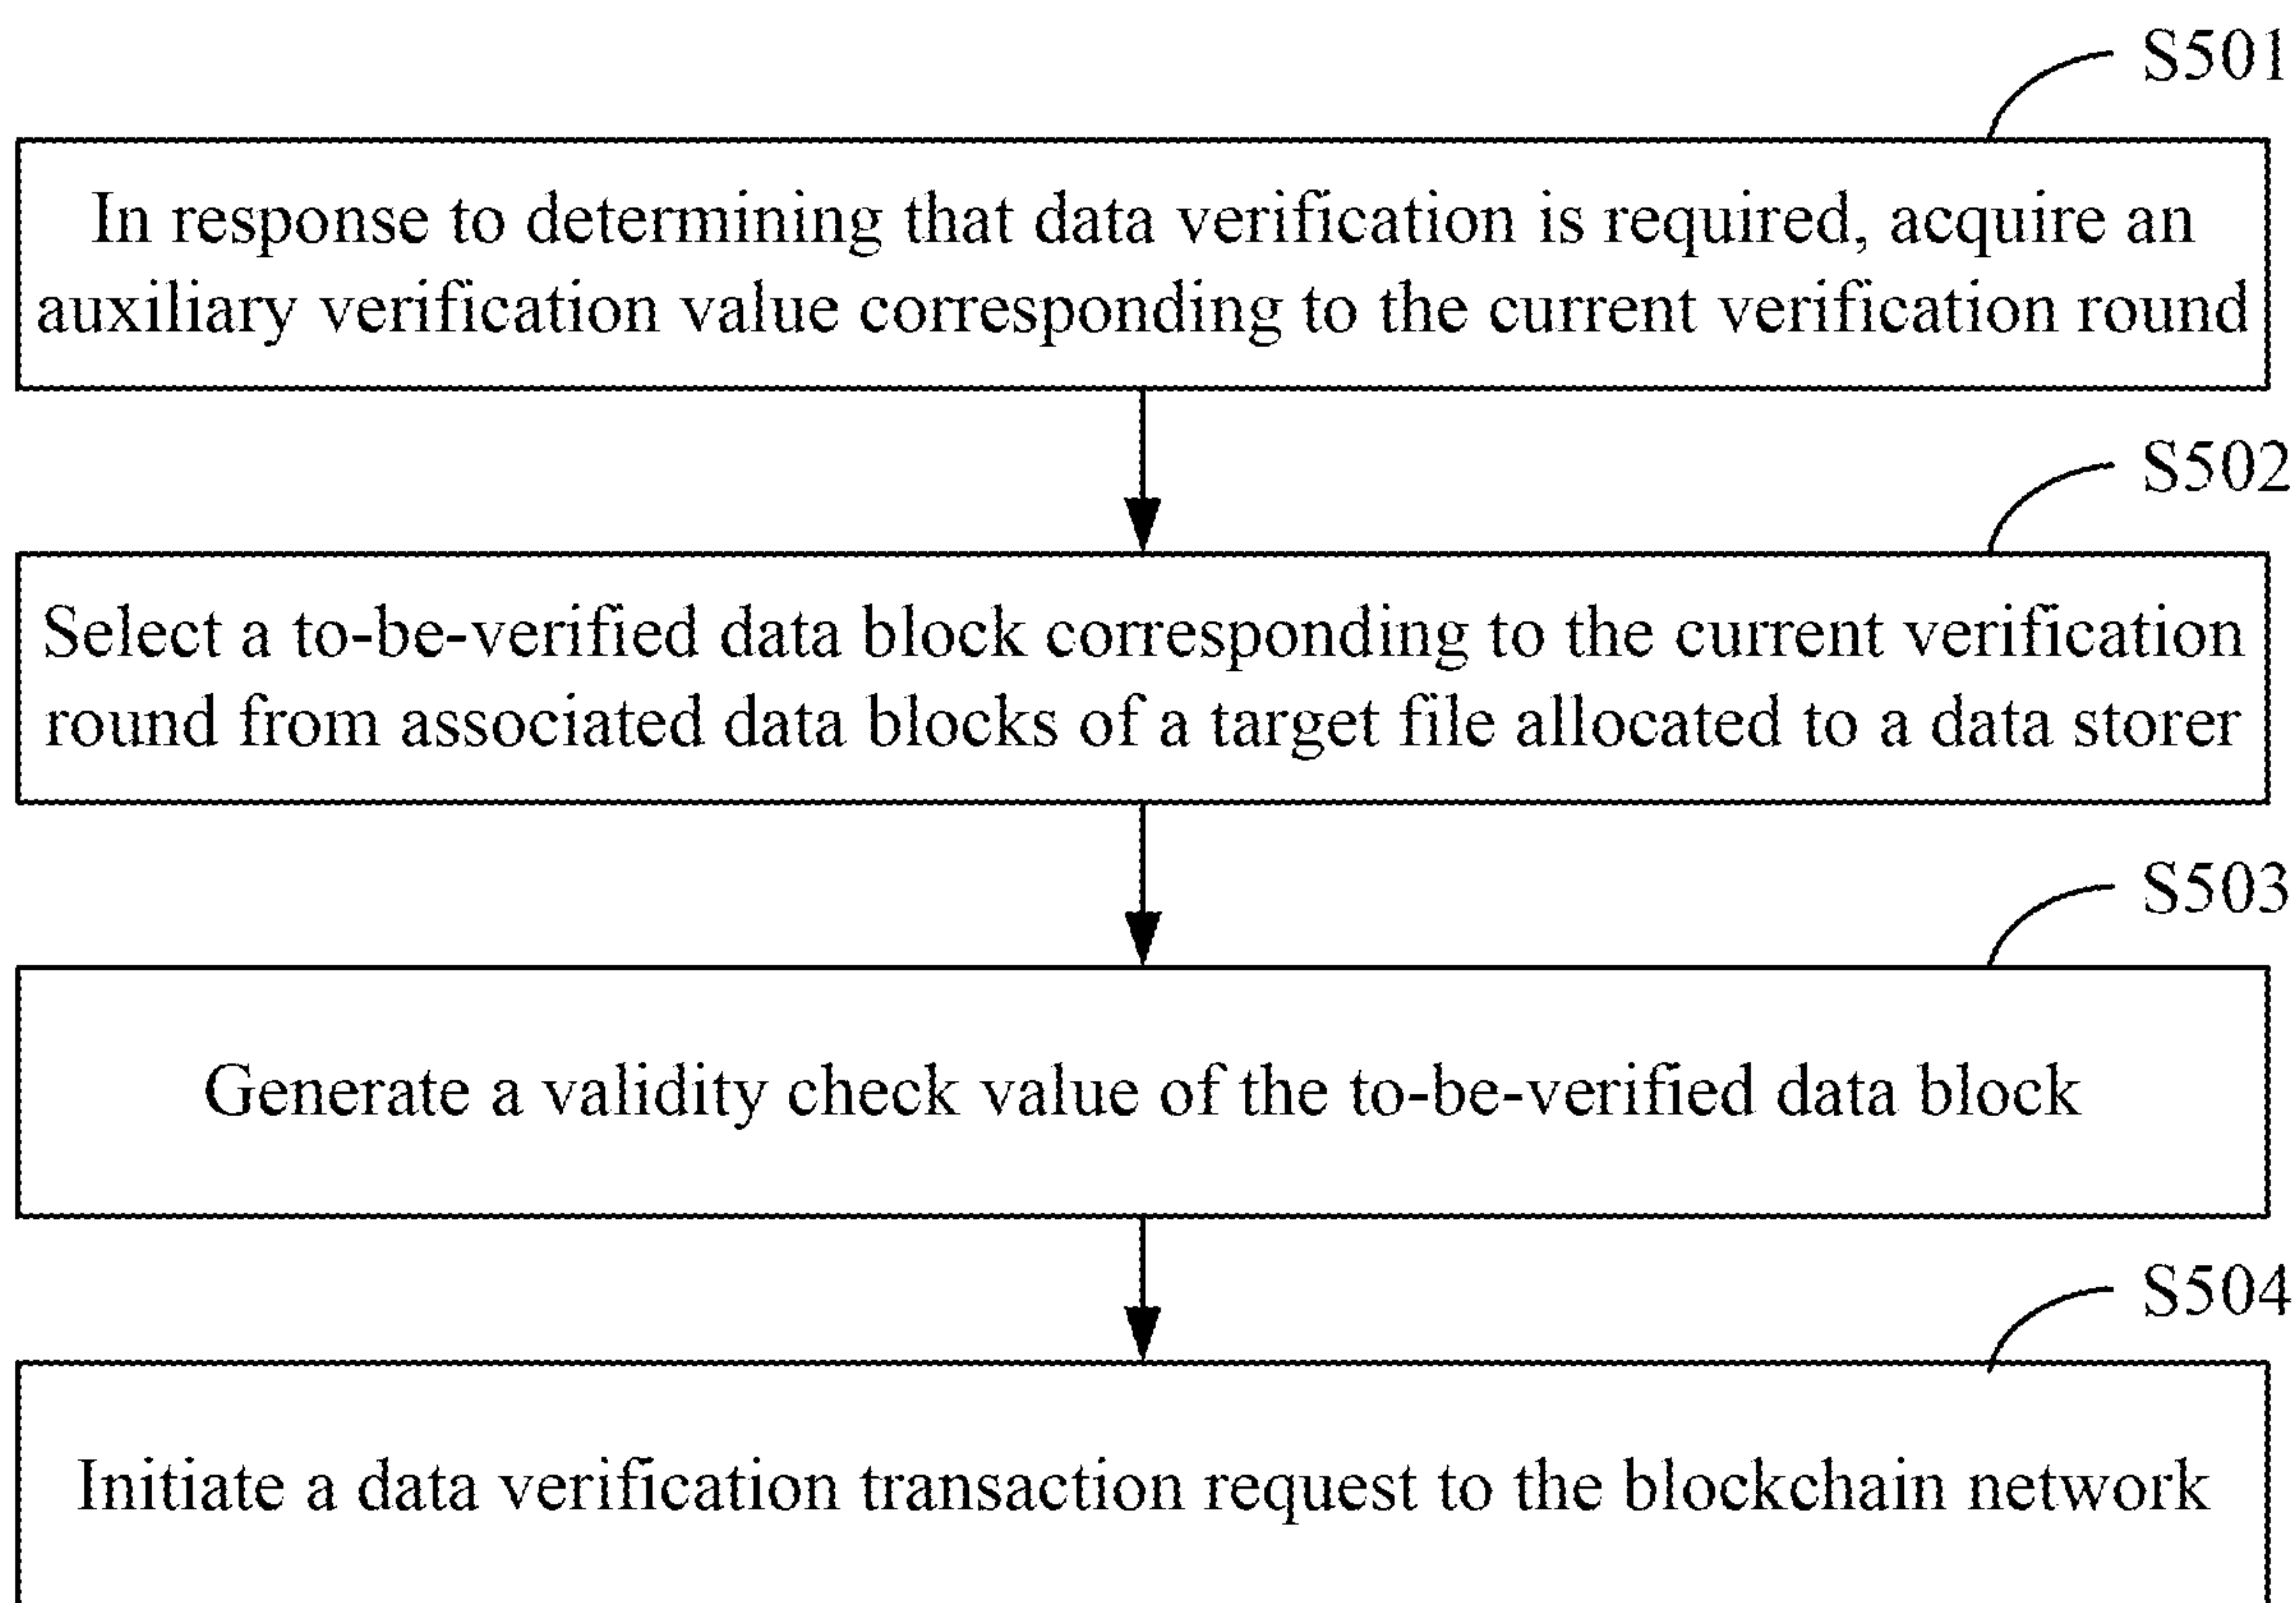 S501
In response to determining that data verification is required, acquire an
auxiliary verification value corresponding to the current verification round
S502
Select a to-be-verified data block corresponding to the current verification
round from associated data blocks of a target file allocated to a data storer
S503
Generate a validity check value of the to-be-verified data block
S504
Initiate a data verification transaction request to the blockchain network